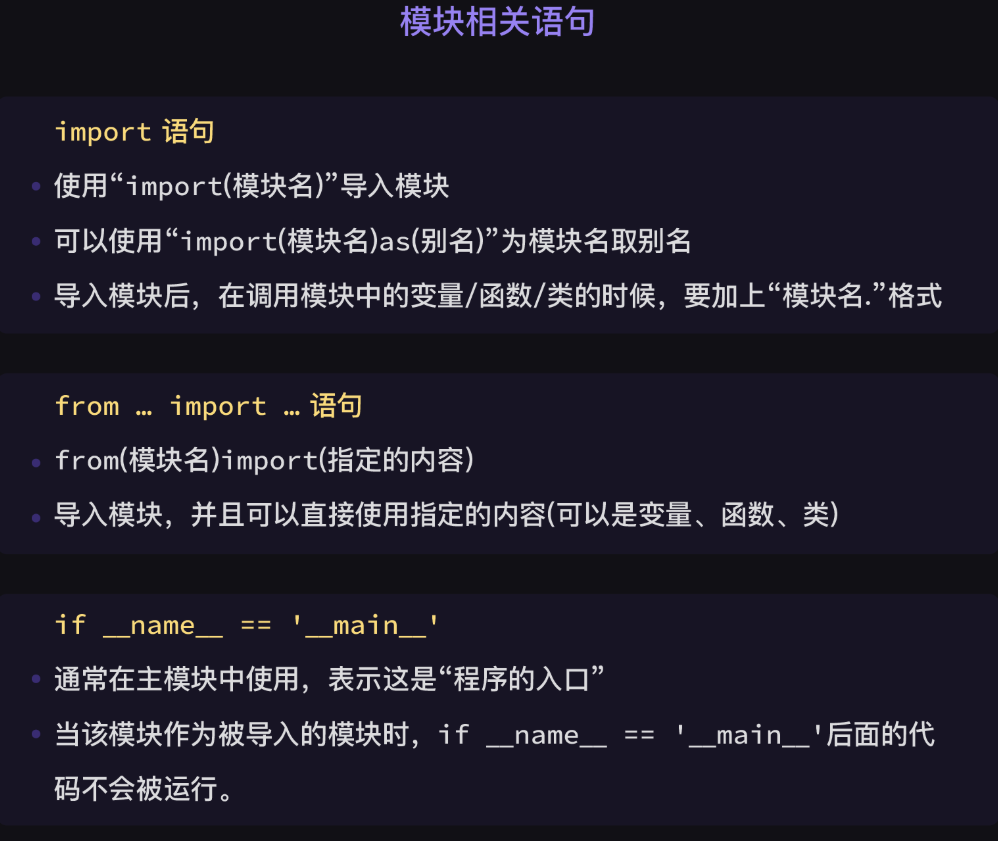 模块相关语句
import 语句
使用“import(模块名)”导入模块
可以使用“import(模块名)as(别名)”为模块名取别名
导入模块后，在调用模块中的变量/函数/类的时候，要加上“模块名.”格式
from … import … 语句
from(模块名)import(指定的内容)
导入模块，并且可以直接使用指定的内容(可以是变量、函数、类)
if __name__ == '__main__'
通常在主模块中使用，表示这是“程序的入口”
当该模块作为被导入的模块时，if __name__ == '__main__'后面的代
码不会被运行。